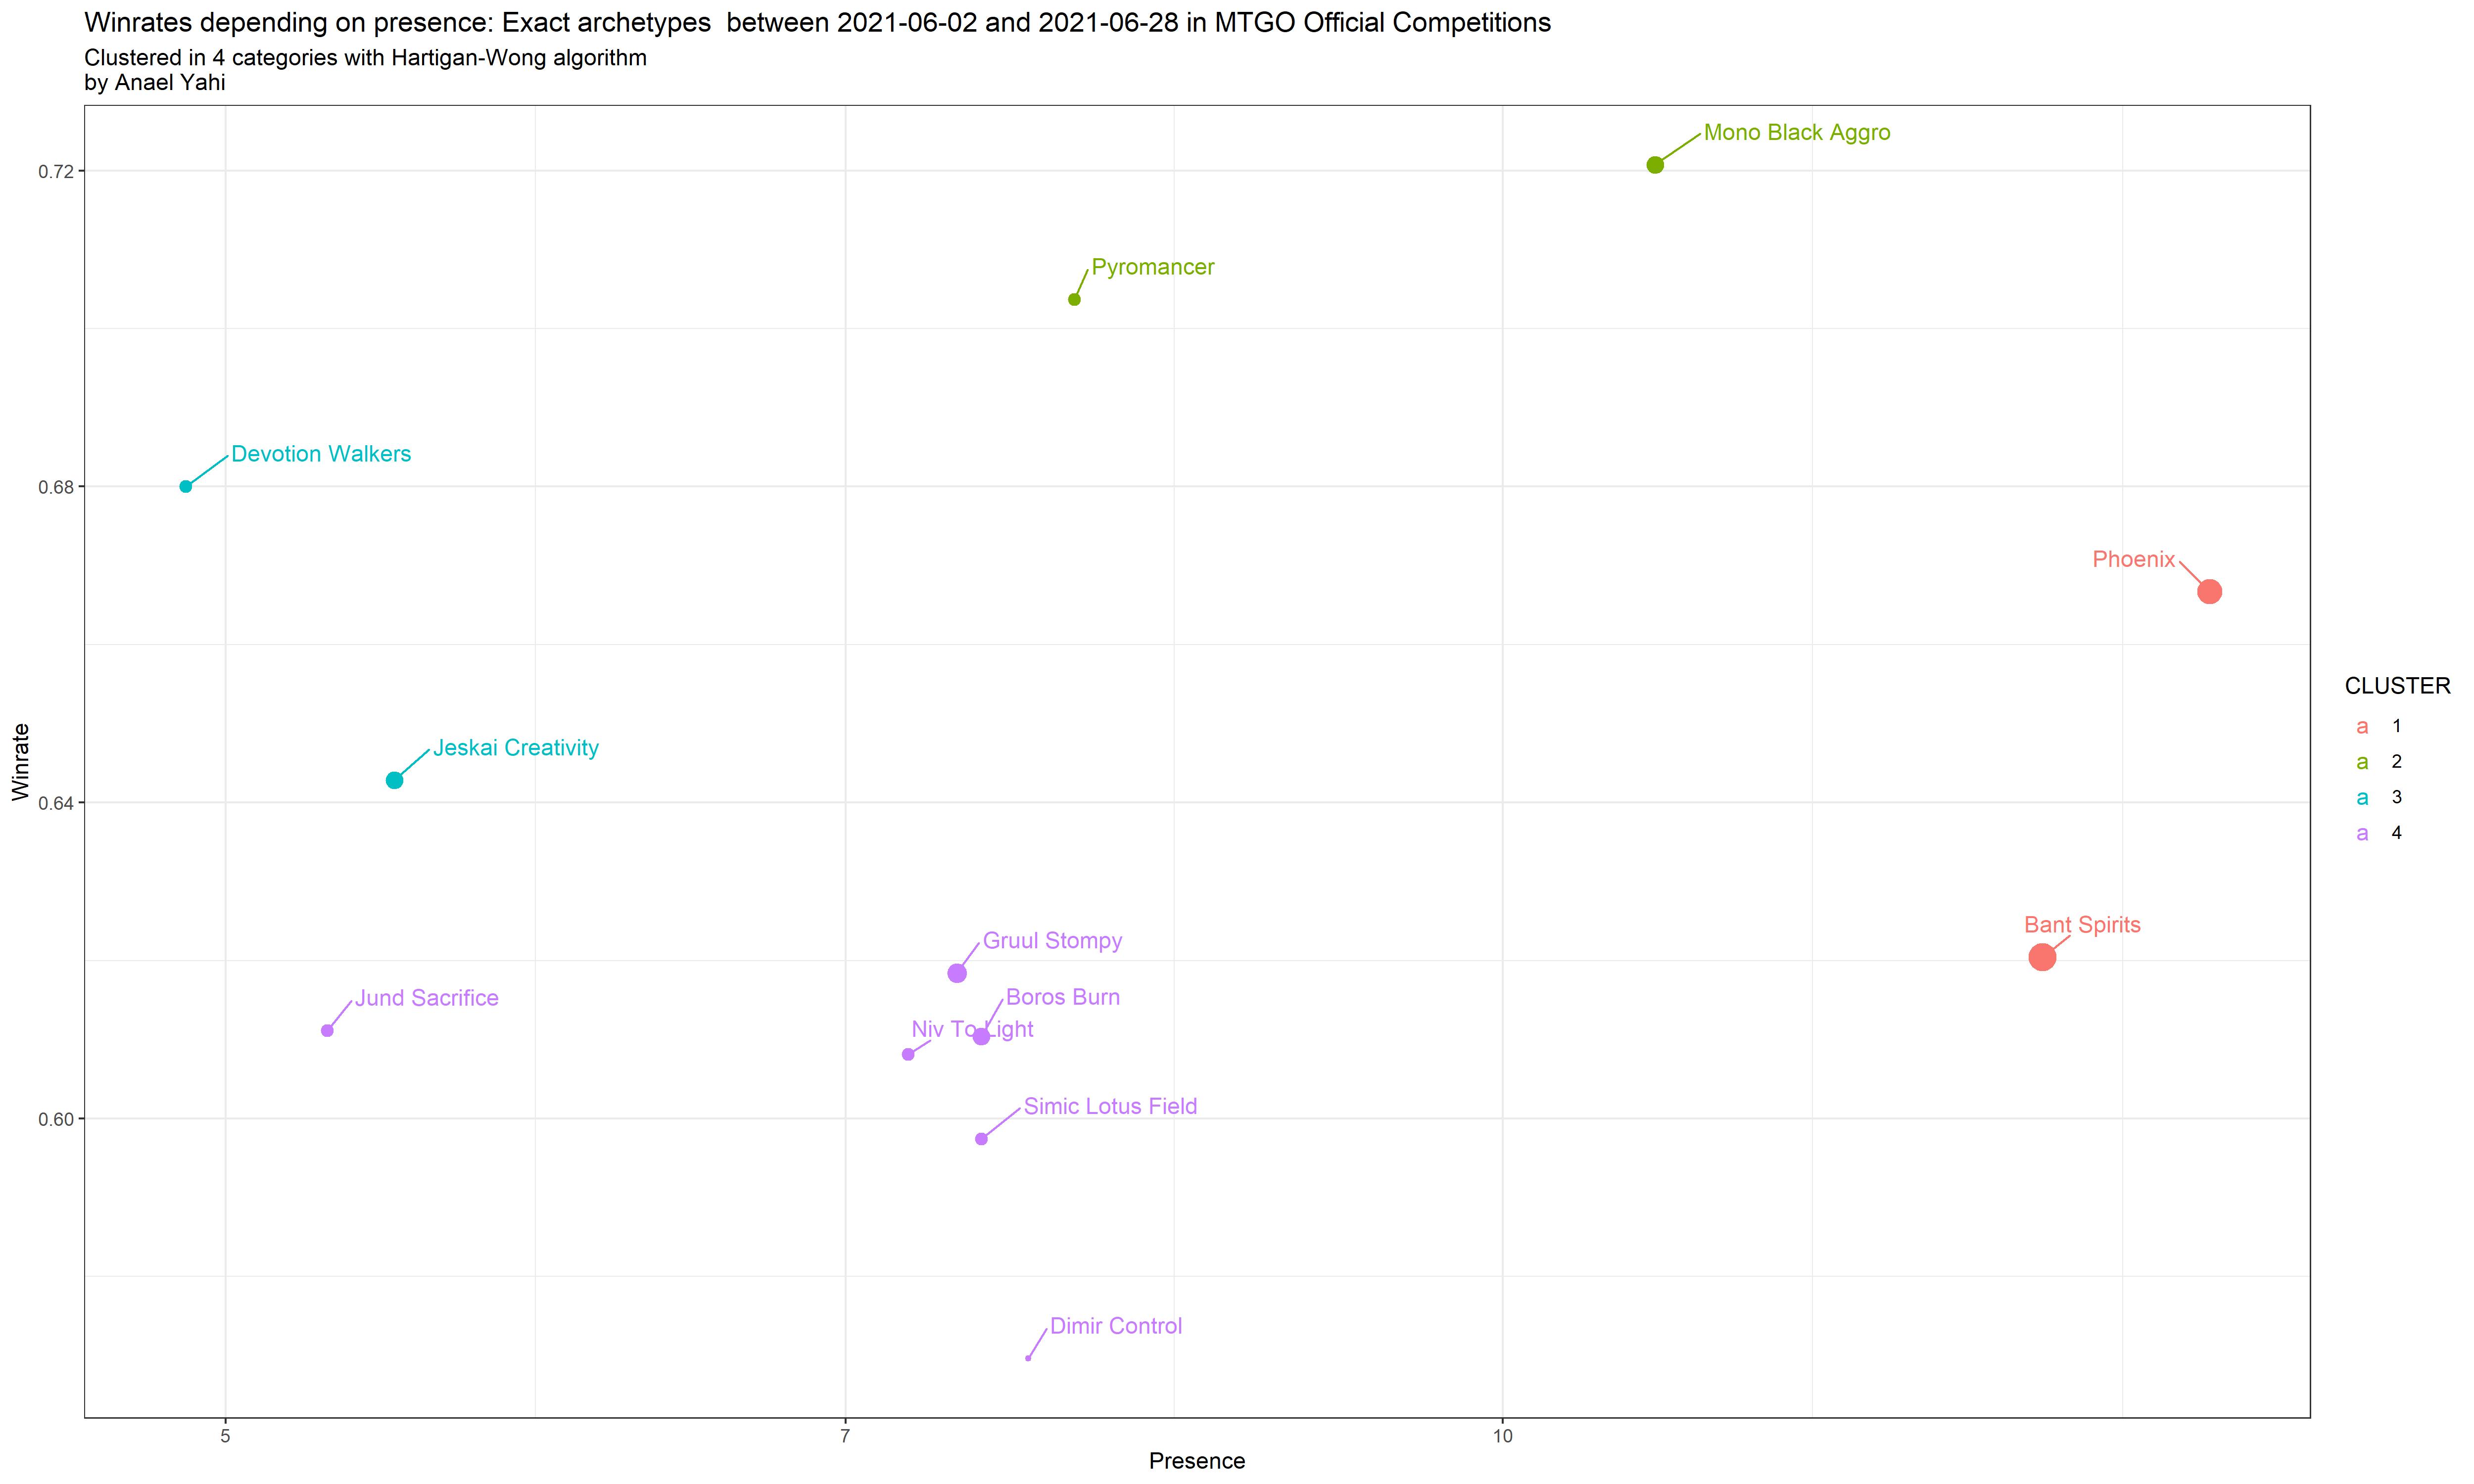 Winrates depending on presence: Exact archetypes  between 2021-06-02 and 2021-06-28 in MTGO Official Competitions
Clustered in 4 categories with Hartigan-Wong algorithm
by Anael Yahi
Mono Black Aggro
0.72
Pyromancer
Devotion Walkers
0.68
Phoenix
CLUSTER
a 1
a 2
a 3
a 4
Winrate
Jeskai Creativity
0.64
Bant Spirits
Gruul Stompy
Jund Sacrifice
Boros Burn
Niv To Light
Simic Lotus Field
0.60
Dimir Control
5 7 10
Presence